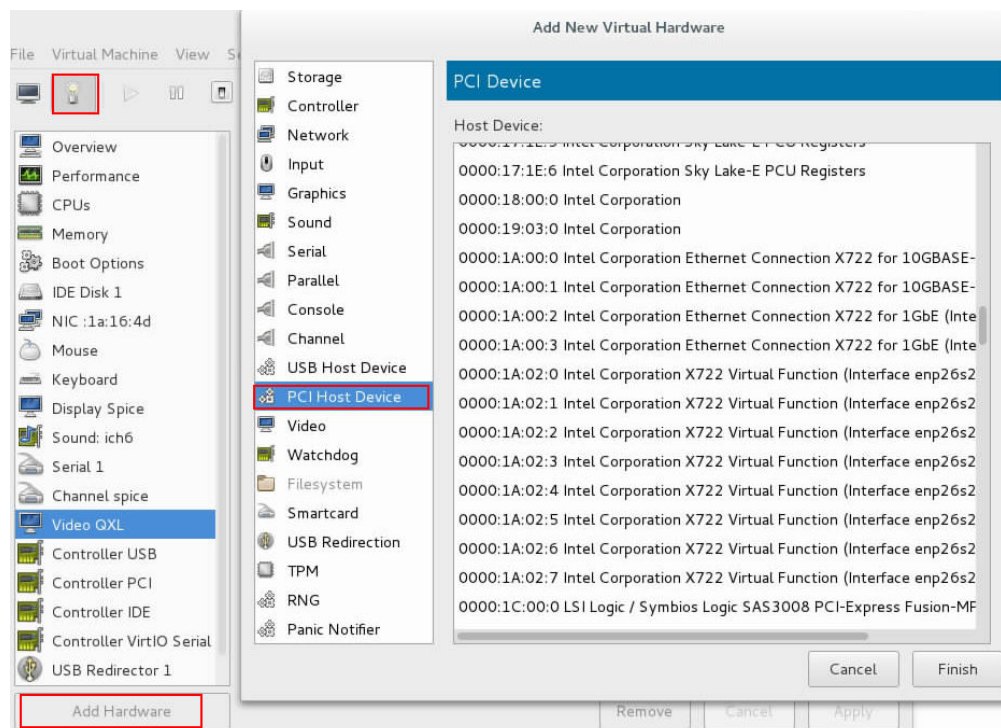 Add New Virtual Hardware
File Virtual Machine View
Overview
Performance
CPUs
Memory
Boot Options
IDE Disk 1
NIC :1a:16:4d
Mouse
Keyboard
Display Spice
Sound: ich6
Serial 1
Channel spice
Video QXL
Controller USB
Controller PCI
Controller IDE
Controller VirtIO Serial
USB Redirector 1
Add Hardware
Storage
Controller
Network
Input
Graphics
Sound
Serial
Parallel
Console
Channel
USB Host Device
PCI Host Device
Video
Watchdog
Filesystem
Smartcard
USB Redirection
TPM
RNG
Panic Notifier
PCI Device
Host Device:
0000:17:1E:5 Intel Corporation Sky Lake-E PCU Registers
0000:17:1E:6 Intel Corporation Sky Lake-E PCU Registers
0000:18:00:0 Intel Corporation
0000:19:03:0 Intel Corporation
0000:1A:00:0 Intel Corporation Ethernet Connection X722 for 10GBASE-
0000:1A:00:1 Intel Corporation Ethernet Connection X722 for 10GBASE-
0000:1A:00:2 Intel Corporation Ethernet Connection X722 for 1GbE (Inte
0000:1A:00:3 Intel Corporation Ethernet Connection X722 for 1GbE (Inte
0000:1A:02:0 Intel Corporation X722 Virtual Function (Interface enp26s2
0000:1A:02:1 Intel Corporation X722 Virtual Function (Interface enp26s2
0000:1A:02:2 Intel Corporation X722 Virtual Function (Interface enp26s2
0000:1A:02:3 Intel Corporation X722 Virtual Function (Interface enp26s2
0000:1A:02:4 Intel Corporation X722 Virtual Function (Interface enp26s2
0000:1A:02:5 Intel Corporation X722 Virtual Function (Interface enp26s2
0000:1A:02:6 Intel Corporation X722 Virtual Function (Interface enp26s2
0000:1A:02:7 Intel Corporation X722 Virtual Function (Interface enp26s2
0000:1C:00:0 LSI Logic / Symbios Logic SAS3008 PCI-Express Fusion-MP
Cancel Finish
Remove Cancel Apply